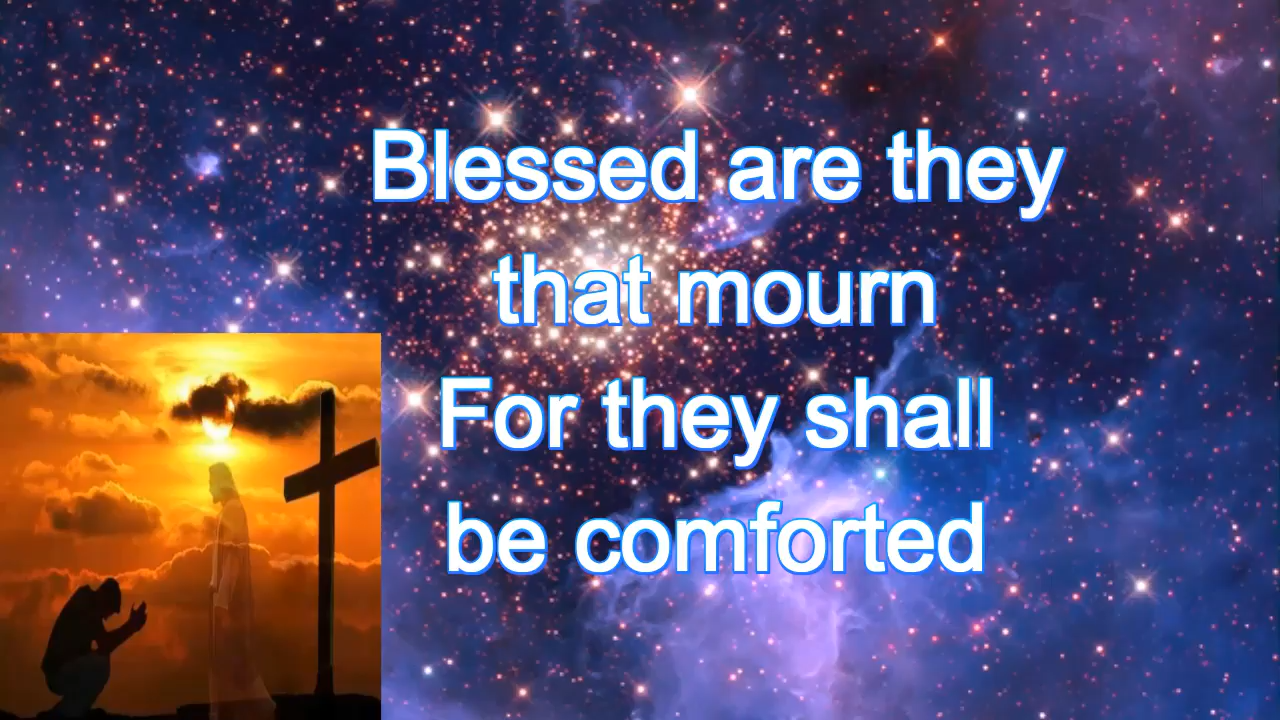 Blessed are they
that mourn
For they shall
be comforted